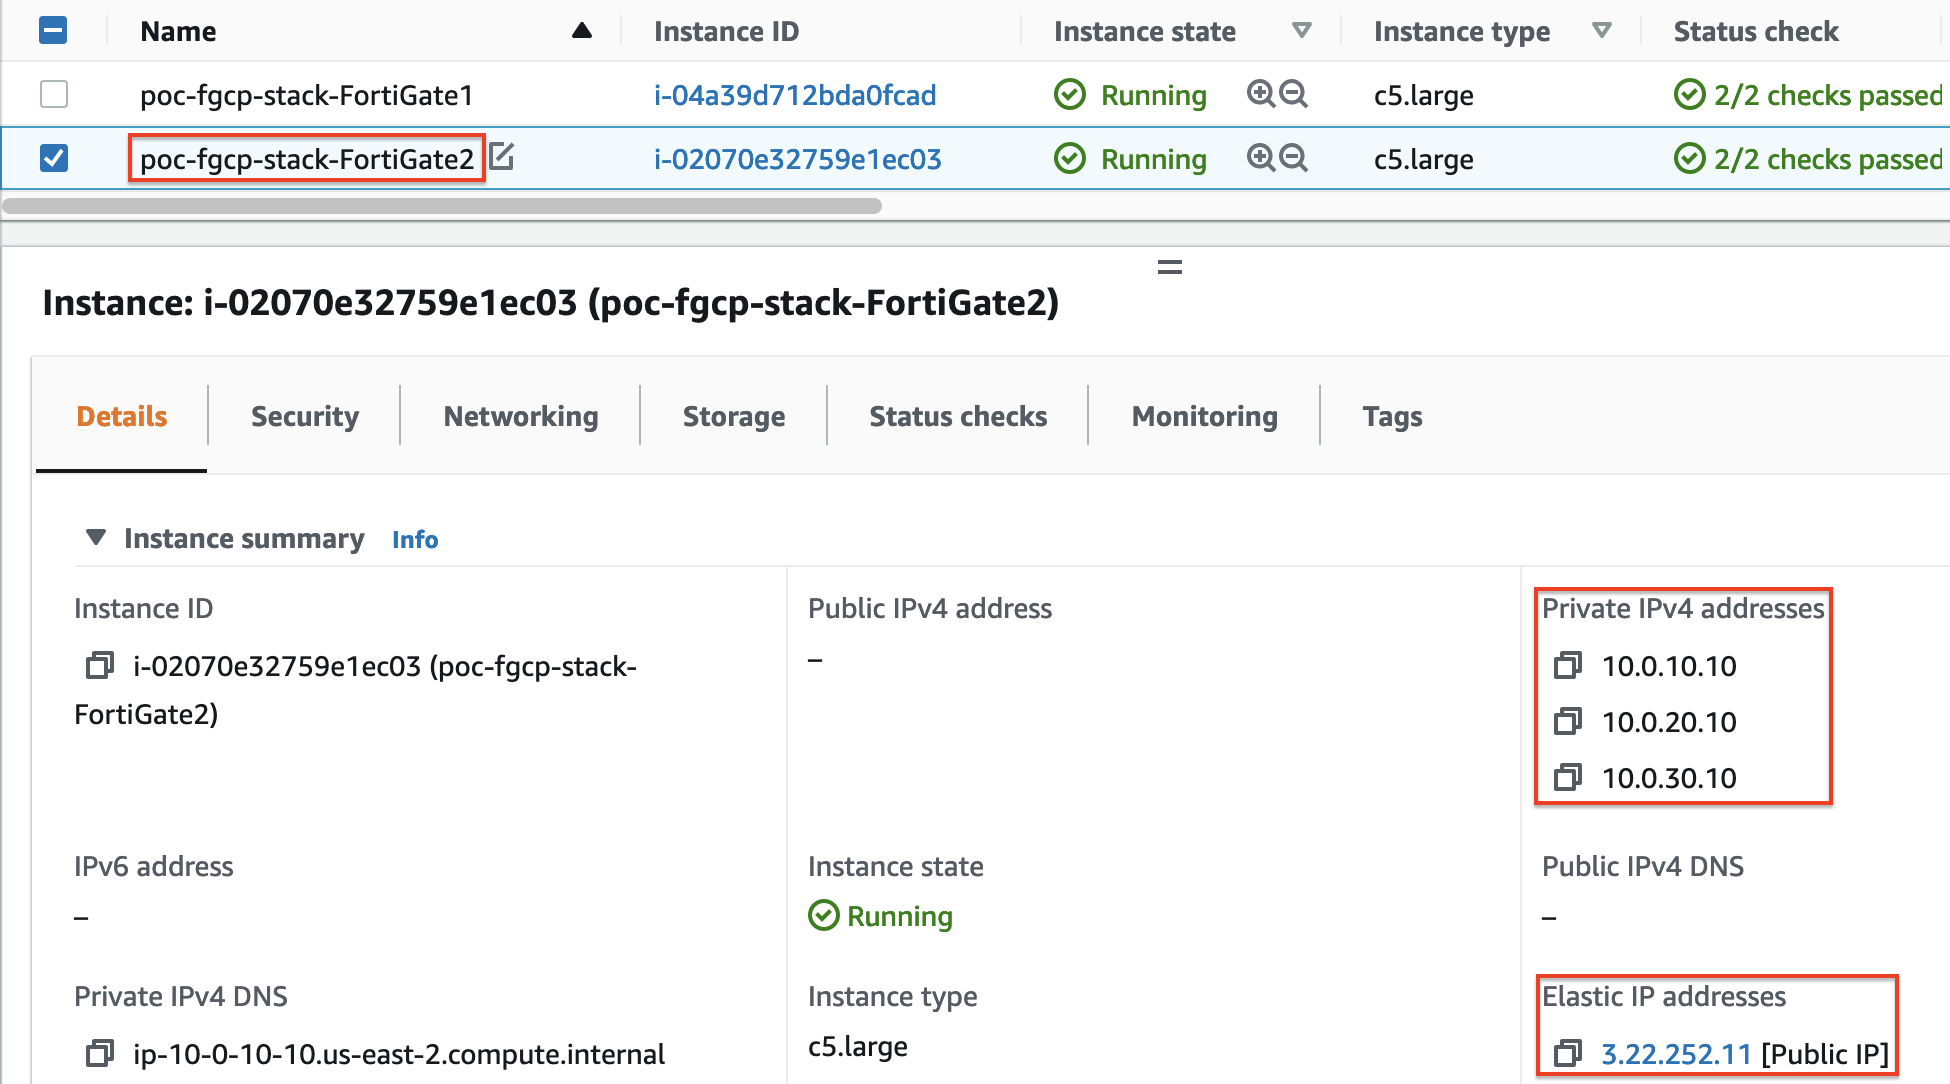 Name Instance ID Instance state Instance type Status check
poc-fgcp-stack-FortiGate1 i-04a39d712bda0fcad Running c5.large 2/2 checks passed
poc-fgcp-stack-FortiGate2 i-02070e32759e1ec03 Running c5.large 2/2 checks passed
Instance: i-02070e32759e1ec03 (poc-fgcp-stack-FortiGate2)
Details Security Networking Storage Status checks Monitoring Tags
Instance summary Info
Instance ID
i-02070e32759e1ec03 (poc-fgcp-stack-
FortiGate2)
Public IPv4 address
–
Private IPv4 addresses
10.0.10.10
10.0.20.10
10.0.30.10
IPv6 address
–
Instance state
Running
Public IPv4 DNS
–
Private IPv4 DNS
ip-10-0-10-10.us-east-2.compute.internal
Instance type
c5.large
Elastic IP addresses
3.22.252.11 [Public IP]